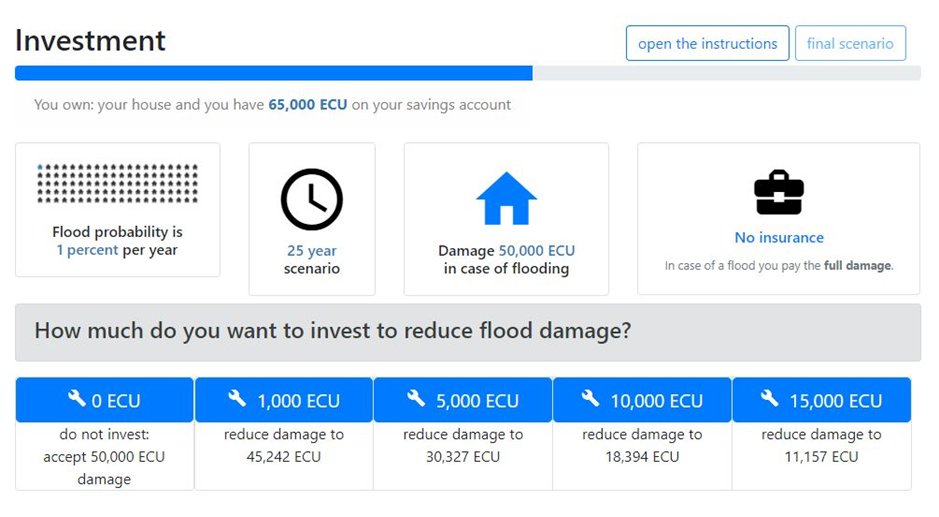 Investment
open the instructions
final scenario
You own: your house and you have 65,000 ECU on your savings account
Flood probability is
1 percent per year
25 year
scenario
Damage 50,000 ECU
in case of flooding
No insurance
In case of a flood you pay the full damage.
How much do you want to invest to reduce flood damage?
0 ECU
do not invest:
accept 50,000 ECU
damage
1,000 ECU
reduce damage to
45,242 ECU
5,000 ECU
reduce damage to
30,327 ECU
10,000 ECU
reduce damage to
18,394 ECU
15,000 ECU
reduce damage to
11,157 ECU